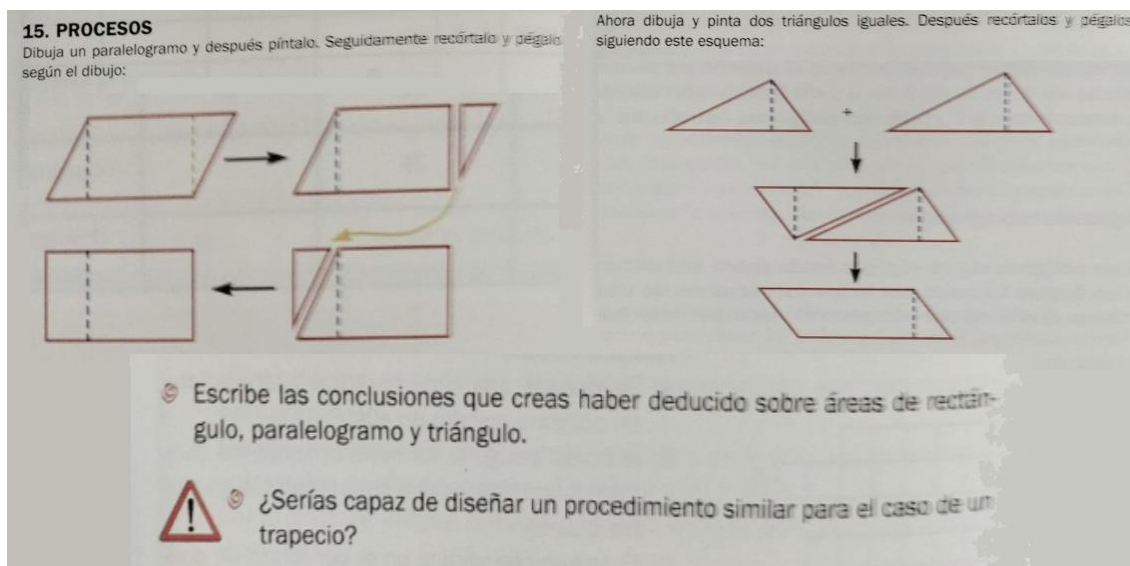 15. PROCESOS
Dibuja un paralelogramo y después píntalo. Seguidamente recórtalo y pégalo
según el dibujo:
Ahora dibuja y pinta dos triángulos iguales. Después recórtalos y pégalos
siguiendo este esquema:
+
Escribe las conclusiones que creas haber deducido sobre áreas de rectán-
gulo, paralelogramo y triángulo.
!
¿Serías capaz de diseñar un procedimiento similar para el caso de un
trapecio?